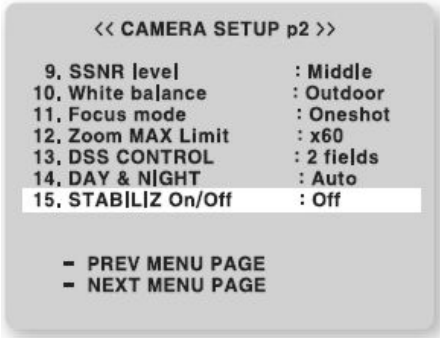 << CAMERA SETUP p2 >>
9. SSNR level : Middle
10. White balance : Outdoor
11. Focus mode : Oneshot
12. Zoom MAX Limit : x60
13. DSS CONTROL : 2 fields
14. DAY & NIGHT : Auto
15. STABILIZ On/Off : Off
- PREV MENU PAGE
- NEXT MENU PAGE